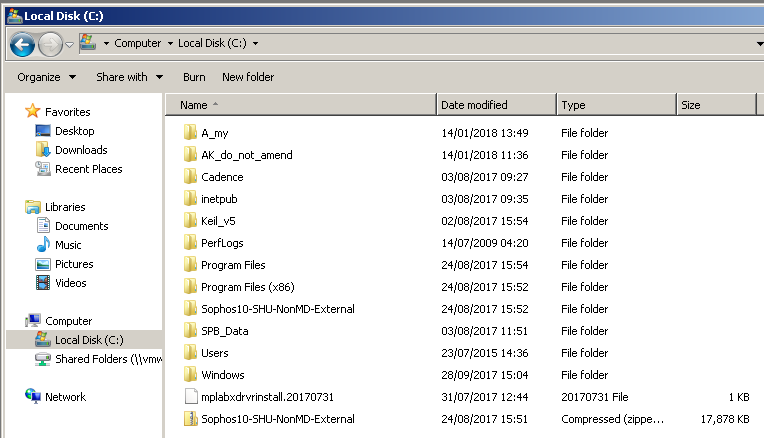 Local Disk (C:)
Computer Local Disk (C:)
Organize Share with Burn New folder
Name Date modified Type Size
Favorites
Desktop
Downloads
Recent Places
Libraries
Documents
Music
Pictures
Videos
Computer
Local Disk (C:)
Shared Folders (\\vmw
Network
A_my 14/01/2018 13:49 File folder
AK_do_not_amend 14/01/2018 11:36 File folder
Cadence 03/08/2017 09:27 File folder
inetpub 03/08/2017 09:35 File folder
Keil_v5 02/08/2017 15:54 File folder
PerfLogs 14/07/2009 04:20 File folder
Program Files 24/08/2017 15:54 File folder
Program Files (x86) 24/08/2017 15:52 File folder
Sophos10-SHU-NonMD-External 24/08/2017 15:52 File folder
SPB_Data 03/08/2017 11:51 File folder
Users 23/07/2015 14:36 File folder
Windows 28/09/2017 15:04 File folder
mplabxdrvrinstall.20170731 31/07/2017 12:44 20170731 File 1 KB
Sophos10-SHU-NonMD-External 24/08/2017 15:51 Compressed (zippe... 17,878 KB